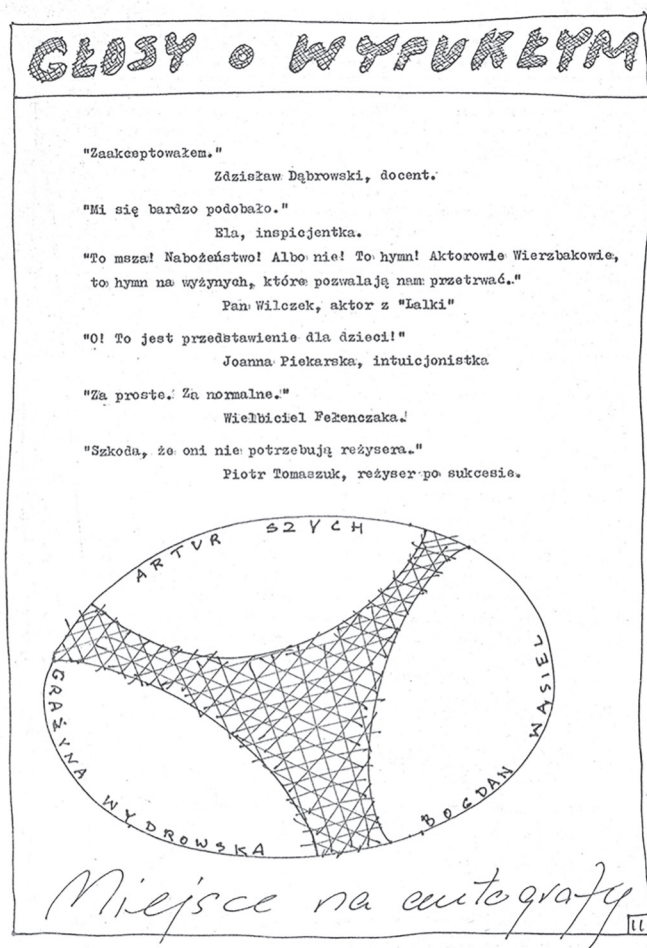 GŁOSY o WYPUKŁYM
"Zaakceptowałem."
Zdzisław Dąbrowski, docent.
"Mi się bardzo podobało."
Ela, inspicjentka.
"To msza! Nabożeństwo! Albo nie! To hymn! Aktorowie Wierzbakowie,
to hymn na wyżynych, które pozwalają nam przetrwać."
Pan Wilczek, aktor z "Lalki"
"O! To jest przedstawienie dla dzieci!"
Joanna Piekarska, intuicjonistka
"Za proste. Za normalne."
Wielbiciel Felenczaka.
"Szkoda, że oni nie potrzebują reżysera."
Piotr Tomaszuk, reżyser po sukcesie.
ARTUR SZYCH
GRAŻYNA WYDROWSKA
BOGDAN WĄSIEL
Miejsce na autografy
11